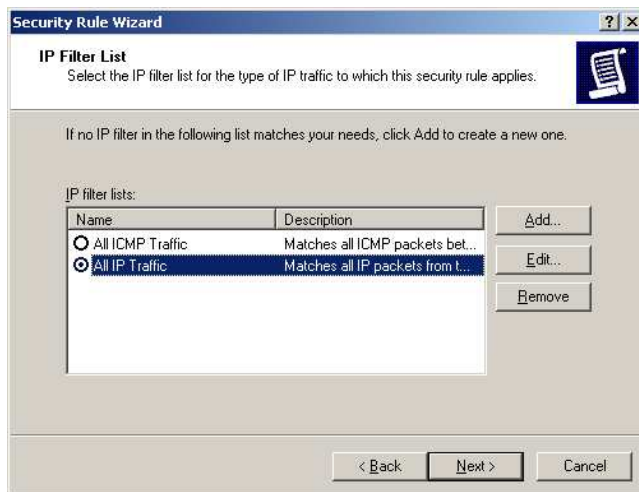 Security Rule Wizard
IP Filter List
Select the IP filter list for the type of IP traffic to which this security rule applies.
If no IP filter in the following list matches your needs, click Add to create a new one.
IP filter lists:
Name Description
All ICMP Traffic Matches all ICMP packets bet...
All IP Traffic Matches all IP packets from t...
Add...
Edit...
Remove
< Back Next > Cancel